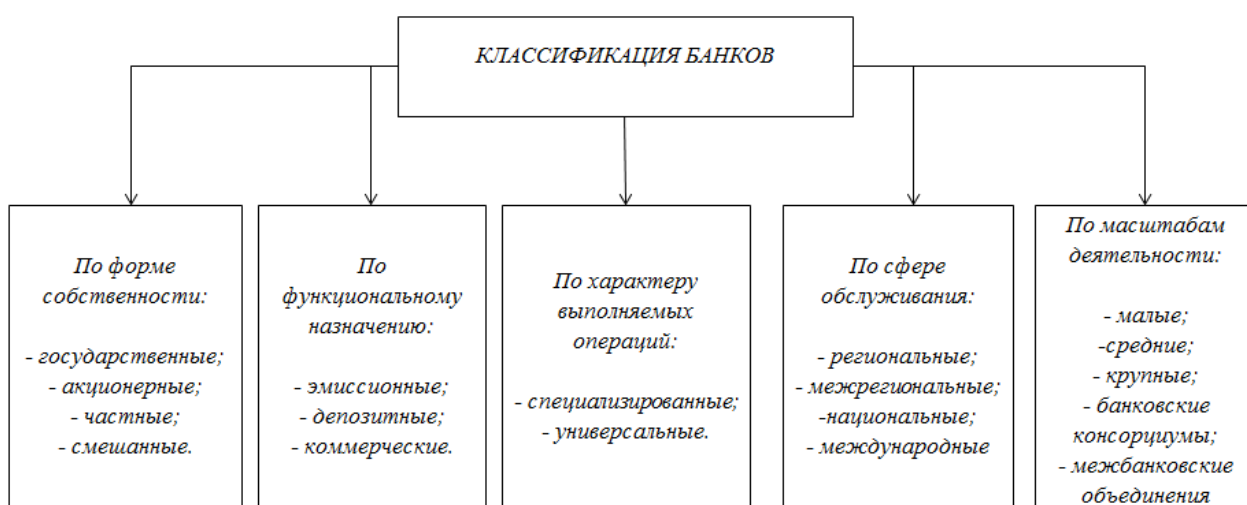 КЛАССИФИКАЦИЯ БАНКОВ
По форме
собственности:
- государственные;
- акционерные;
- частные;
- смешанные.
По
функциональному
назначению:
- эмиссионные;
- депозитные;
- коммерческие.
По характеру
выполняемых
операций:
- специализированные;
- универсальные.
По сфере
обслуживания:
- региональные;
- межрегиональные;
-национальные;
- международные
По масштабам
деятельности:
- малые;
-средние;
- крупные;
- банковские
консорциумы;
- межбанковские
объединения